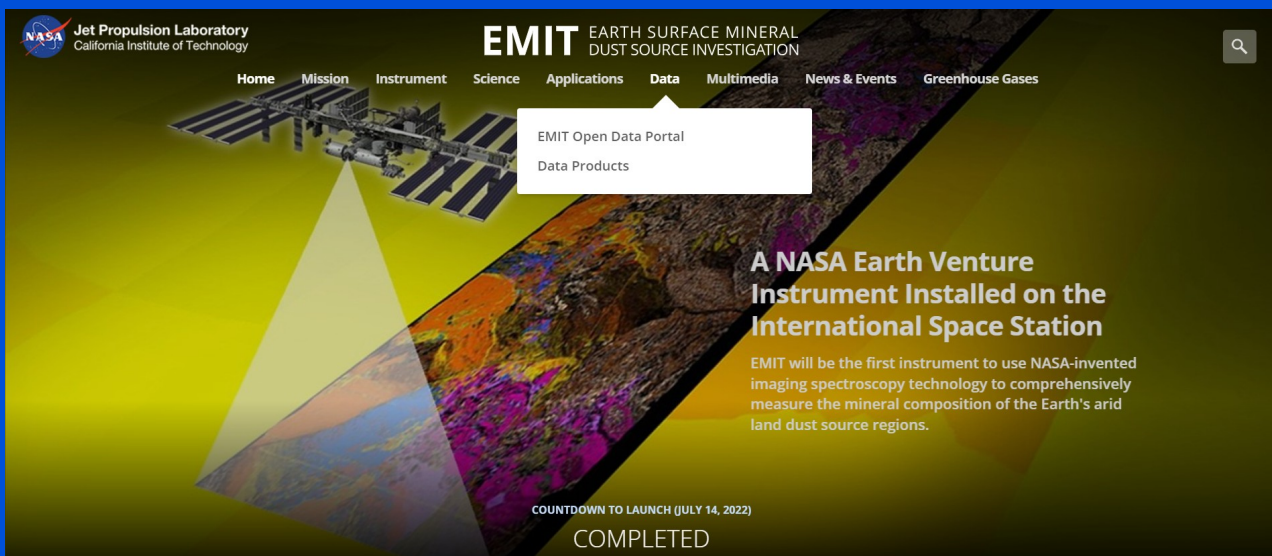 NASA
Jet Propulsion Laboratory
California Institute of Technology
EMIT
EARTH SURFACE MINERAL
DUST SOURCE INVESTIGATION
Home Mission Instrument Science Applications Data Multimedia News & Events Greenhouse Gases
EMIT Open Data Portal
Data Products
A NASA Earth Venture
Instrument Installed on the
International Space Station
EMIT will be the first instrument to use NASA-invented
imaging spectroscopy technology to comprehensively
measure the mineral composition of the Earth's arid
land dust source regions.
COUNTDOWN TO LAUNCH (JULY 14, 2022)
COMPLETED